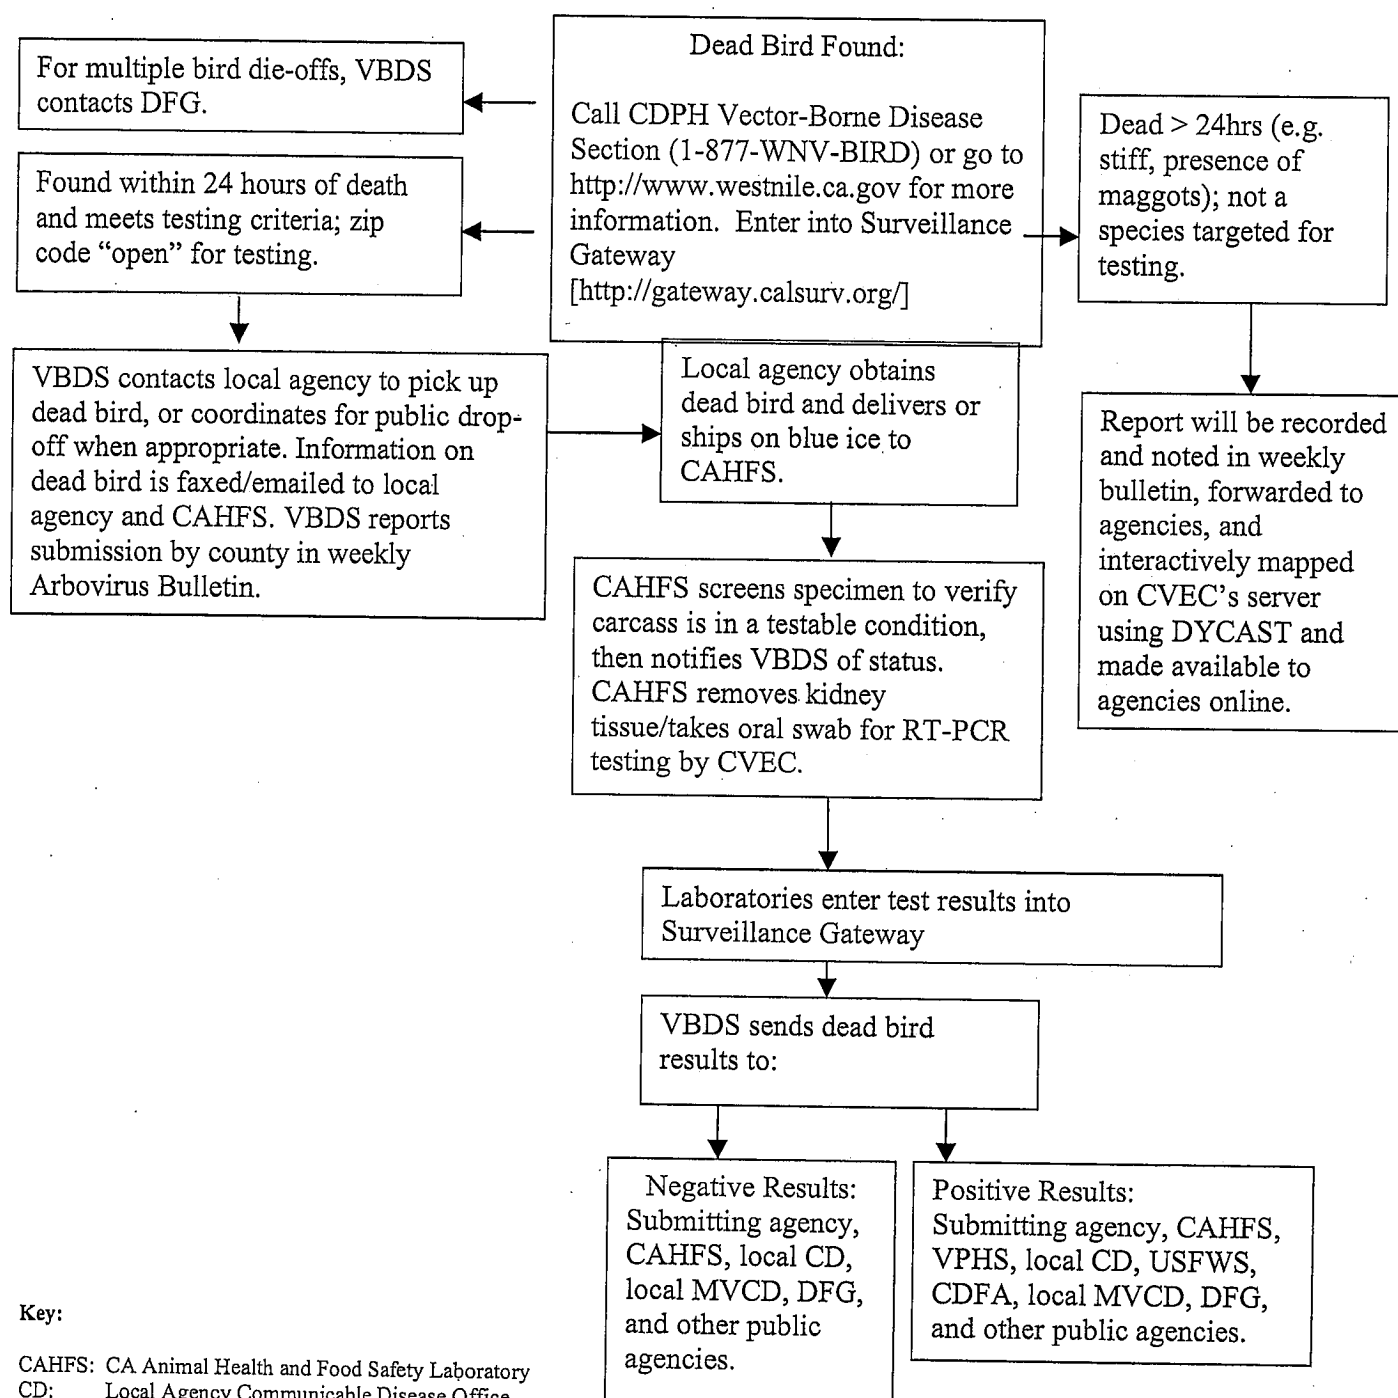 Dead Bird Found:
Call CDPH Vector-Borne Disease
Section (1-877-WNV-BIRD) or go to
http://www.westnile.ca.gov for more
information. Enter into Surveillance
Gateway
[http://gateway.calsurv.org/]
For multiple bird die-offs, VBDS
contacts DFG.
Found within 24 hours of death
and meets testing criteria; zip
code “open” for testing.
Dead > 24hrs (e.g.
stiff, presence of
maggots); not a
species targeted for
testing.
VBDS contacts local agency to pick up
dead bird, or coordinates for public drop-
off when appropriate. Information on
dead bird is faxed/emailed to local
agency and CAHFS. VBDS reports
submission by county in weekly
Arbovirus Bulletin.
Local agency obtains
dead bird and delivers or
ships on blue ice to
CAHFS.
Report will be recorded
and noted in weekly
bulletin, forwarded to
agencies, and
interactively mapped
on CVEC’s server
using DYCAST and
made available to
agencies online.
CAHFS screens specimen to verify
carcass is in a testable condition,
then notifies VBDS of status.
CAHFS removes kidney
tissue/takes oral swab for RT-PCR
testing by CVEC.
Laboratories enter test results into
Surveillance Gateway
VBDS sends dead bird
results to:
Negative Results:
Submitting agency,
CAHFS, local CD,
local MVCD, DFG,
and other public
agencies.
Positive Results:
Submitting agency, CAHFS,
VPHS, local CD, USFWS,
CDFA, local MVCD, DFG,
and other public agencies.
Key:
CAHFS: CA Animal Health and Food Safety Laboratory
CD: Local Agency Communicable Disease Office